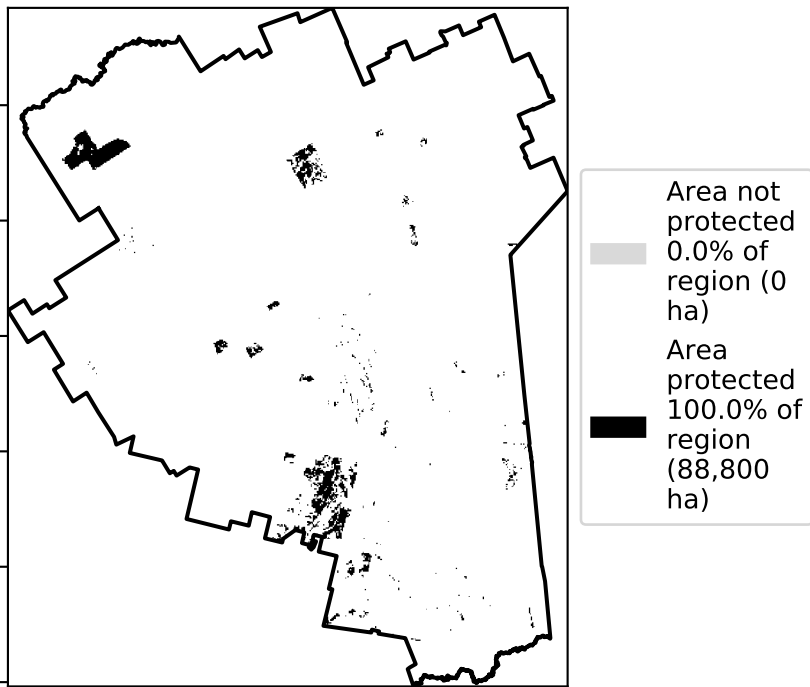 Area not
protected
0.0% of
region (0
ha)
Area
protected
100.0% of
region
(88,800
ha)